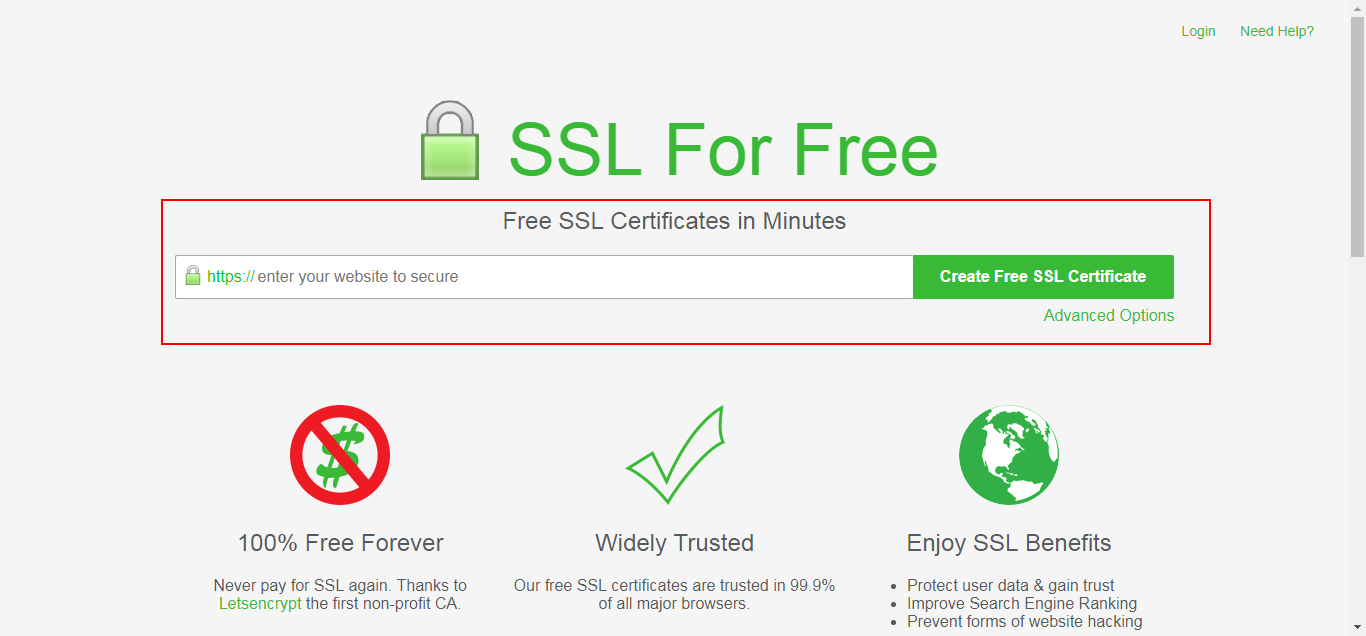 Login Need Help?
SSL For Free
Free SSL Certificates in Minutes
https:// enter your website to secure
Create Free SSL Certificate
Advanced Options
100% Free Forever
Never pay for SSL again. Thanks to
Letsencrypt the first non-profit CA.
Widely Trusted
Our free SSL certificates are trusted in 99.9%
of all major browsers.
Enjoy SSL Benefits
• Protect user data & gain trust
• Improve Search Engine Ranking
• Prevent forms of website hacking